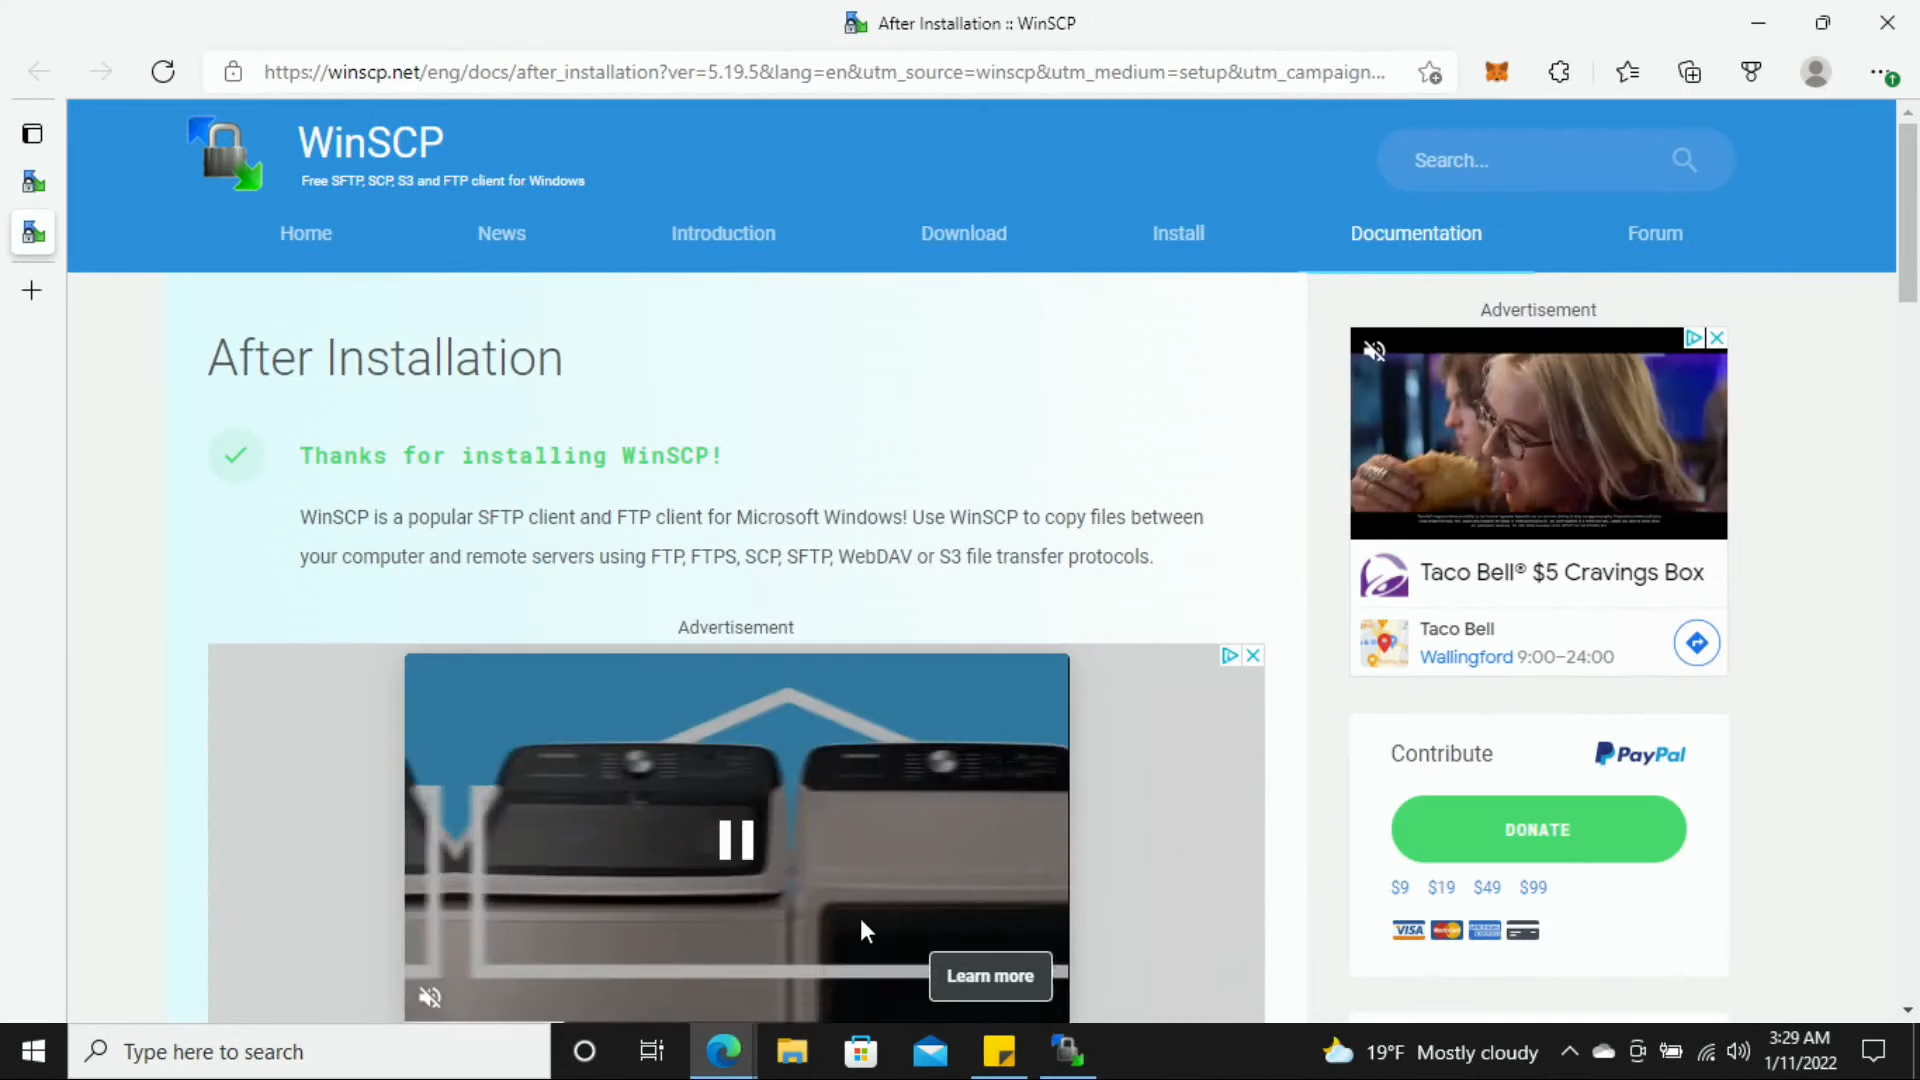 After Installation :: WinSCP
https://winscp.net/eng/docs/after_installation?ver=5.19.5&lang=en&utm_source=winscp&utm_medium=setup&utm_campaign...
WinSCP
Free SFTP, SCP, S3 and FTP client for Windows
Search...
Home News Introduction Download Install Documentation Forum
After Installation
Thanks for installing WinSCP!
WinSCP is a popular SFTP client and FTP client for Microsoft Windows! Use WinSCP to copy files between
your computer and remote servers using FTP, FTPS, SCP, SFTP, WebDAV or S3 file transfer protocols.
Advertisement
Learn more
Advertisement
Taco Bell® $5 Cravings Box
Taco Bell
Wallingford 9:00–24:00
Contribute PayPal
DONATE
$9 $19 $49 $99
VISA
Type here to search
19°F Mostly cloudy
3:29 AM
1/11/2022